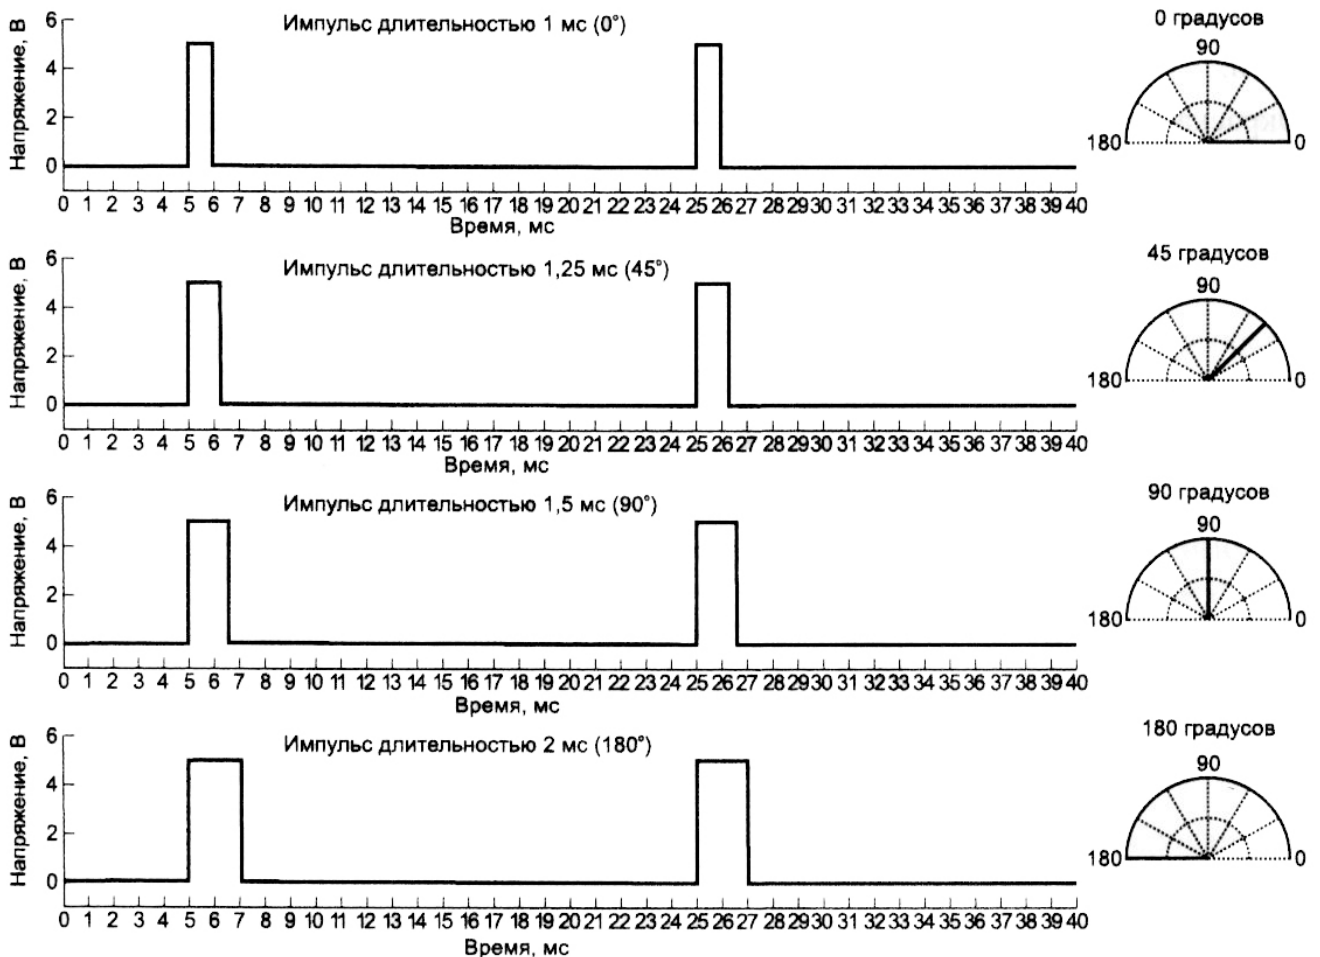 Импульс длительностью 1 мс (0°)
Напряжение, В
6
4
2
0
0 1 2 3 4 5 6 7 8 9 10 11 12 13 14 15 16 17 18 19 20 21 22 23 24 25 26 27 28 29 30 31 32 33 34 35 36 37 38 39 40
Время, мс
0 градусов
90
180 0
Импульс длительностью 1,25 мс (45°)
Напряжение, В
6
4
2
0
0 1 2 3 4 5 6 7 8 9 10 11 12 13 14 15 16 17 18 19 20 21 22 23 24 25 26 27 28 29 30 31 32 33 34 35 36 37 38 39 40
Время, мс
45 градусов
90
180 0
Импульс длительностью 1,5 мс (90°)
Напряжение, В
6
4
2
0
0 1 2 3 4 5 6 7 8 9 10 11 12 13 14 15 16 17 18 19 20 21 22 23 24 25 26 27 28 29 30 31 32 33 34 35 36 37 38 39 40
Время, мс
90 градусов
90
180 0
Импульс длительностью 2 мс (180°)
Напряжение, В
6
4
2
0
0 1 2 3 4 5 6 7 8 9 10 11 12 13 14 15 16 17 18 19 20 21 22 23 24 25 26 27 28 29 30 31 32 33 34 35 36 37 38 39 40
Время, мс
180 градусов
90
180 0